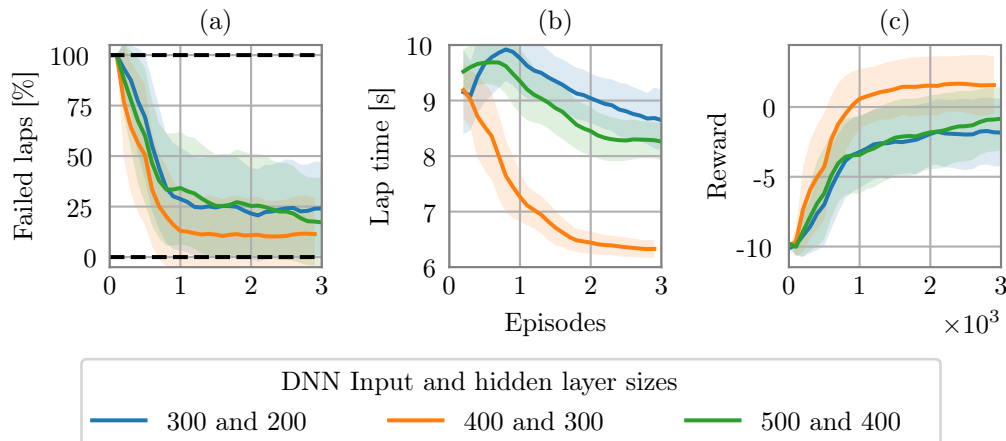 (a) (b) (c)
Failed laps [%]
100
75
50
25
0
0 1 2 3
Lap time [s]
10
9
8
7
6
0 1 2 3
Episodes
Reward
0
-5
-10
0 1 2 3
×10³
DNN Input and hidden layer sizes
300 and 200 400 and 300 500 and 400